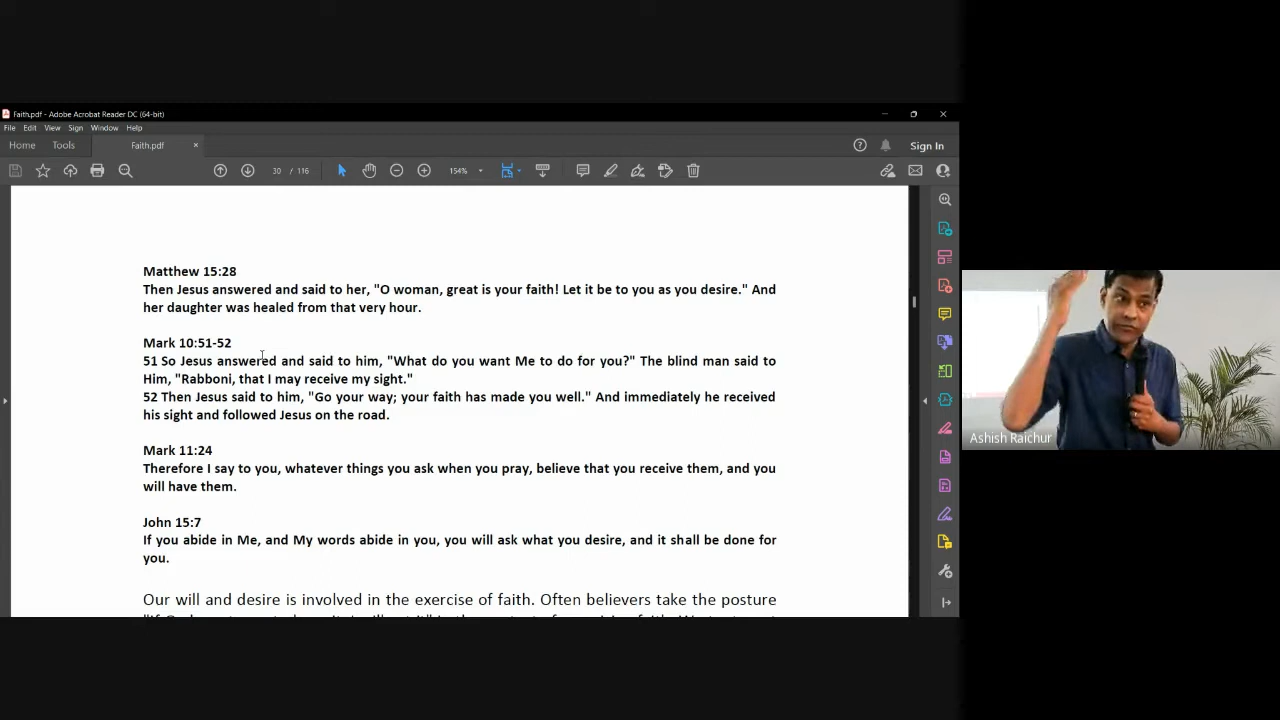 Faith.pdf - Adobe Acrobat Reader DC (64-bit)
File Edit View Sign Window Help
Home Tools Faith.pdf × Sign In
30 / 116 154%
Matthew 15:28
Then Jesus answered and said to her, "O woman, great is your faith! Let it be to you as you desire." And
her daughter was healed from that very hour.
Mark 10:51-52
51 So Jesus answered and said to him, "What do you want Me to do for you?" The blind man said to
Him, "Rabboni, that I may receive my sight."
52 Then Jesus said to him, "Go your way; your faith has made you well." And immediately he received
his sight and followed Jesus on the road.
Mark 11:24
Therefore I say to you, whatever things you ask when you pray, believe that you receive them, and you
will have them.
John 15:7
If you abide in Me, and My words abide in you, you will ask what you desire, and it shall be done for
you.
Our will and desire is involved in the exercise of faith. Often believers take the posture
Ashish Raichur